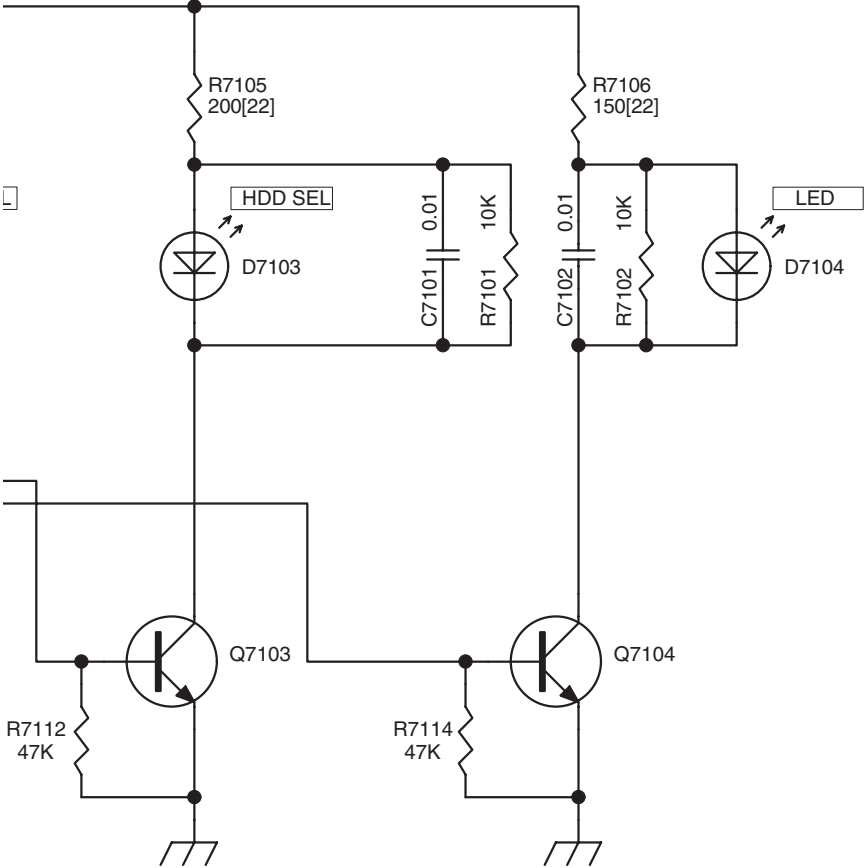 R7105
200[22]
R7106
150[22]
L
HDD SEL
0.01
10K
0.01
10K
LED
D7103
C7101
R7101
C7102
R7102
D7104
Q7103
Q7104
R7112
47K
R7114
47K